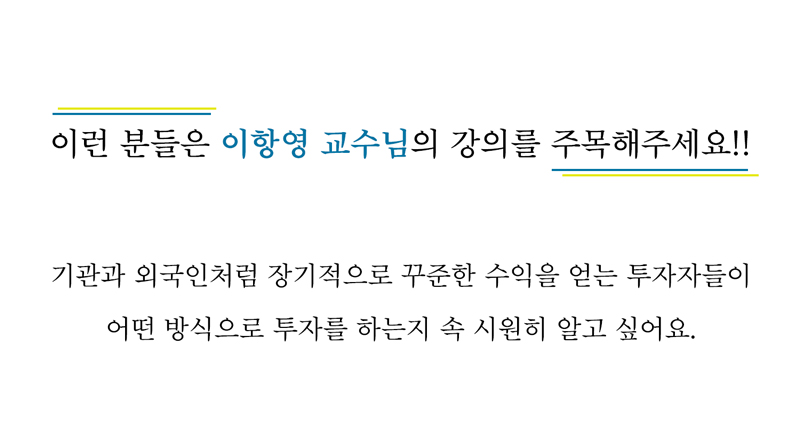 이런 분들은 이항영 교수님의 강의를 주목해주세요!!
기관과 외국인처럼 장기적으로 꾸준한 수익을 얻는 투자자들이
어떤 방식으로 투자를 하는지 속 시원히 알고 싶어요.